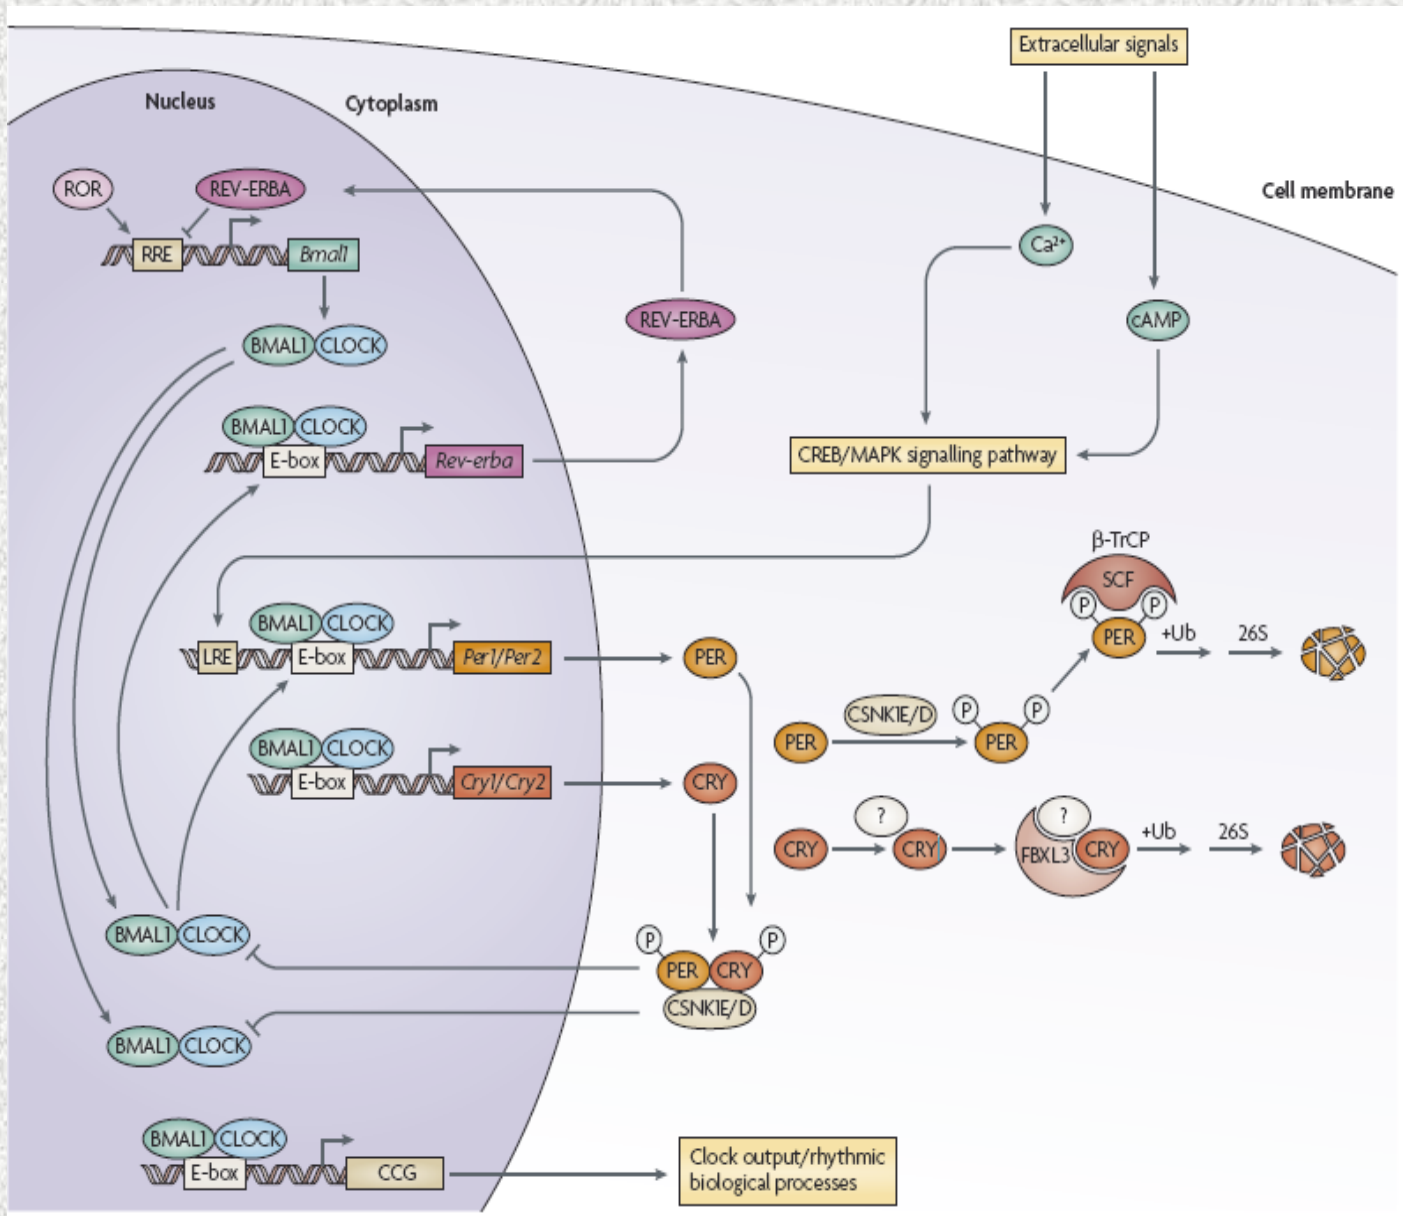 Extracellular signals
Nucleus
Cytoplasm
Cell membrane
ROR
REV-ERBA
RRE
Bmal1
Ca²⁺
BMAL1 CLOCK
REV-ERBA
cAMP
BMAL1 CLOCK
E-box
Rev-erba
CREB/MAPK signalling pathway
β-TrCP
SCF
P P
PER
+Ub
26S
BMAL1 CLOCK
LRE
E-box
Per1/Per2
PER
CSNK1E/D
P P
PER
PER
BMAL1 CLOCK
E-box
Cry1/Cry2
CRY
?
?
CRY
CRY
FBXL3
CRY
+Ub
26S
BMAL1 CLOCK
P P
PER CRY
CSNK1E/D
BMAL1 CLOCK
BMAL1 CLOCK
E-box
CCG
Clock output/rhythmic
biological processes